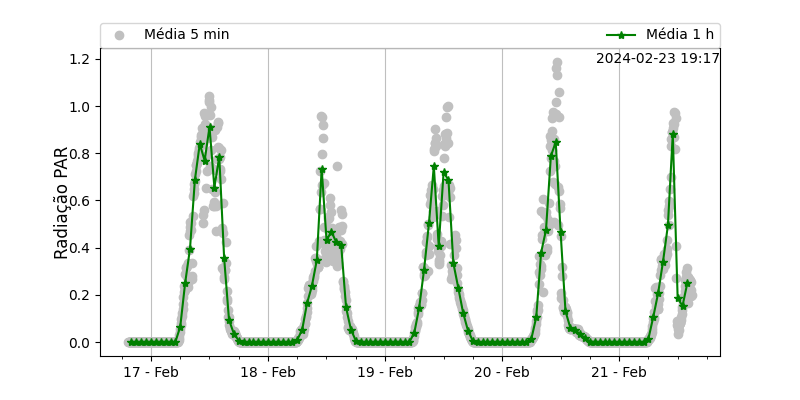 Média 5 min
Média 1 h
2024-02-23 19:17
Radiação PAR
1.2
1.0
0.8
0.6
0.4
0.2
0.0
17 - Feb
18 - Feb
19 - Feb
20 - Feb
21 - Feb